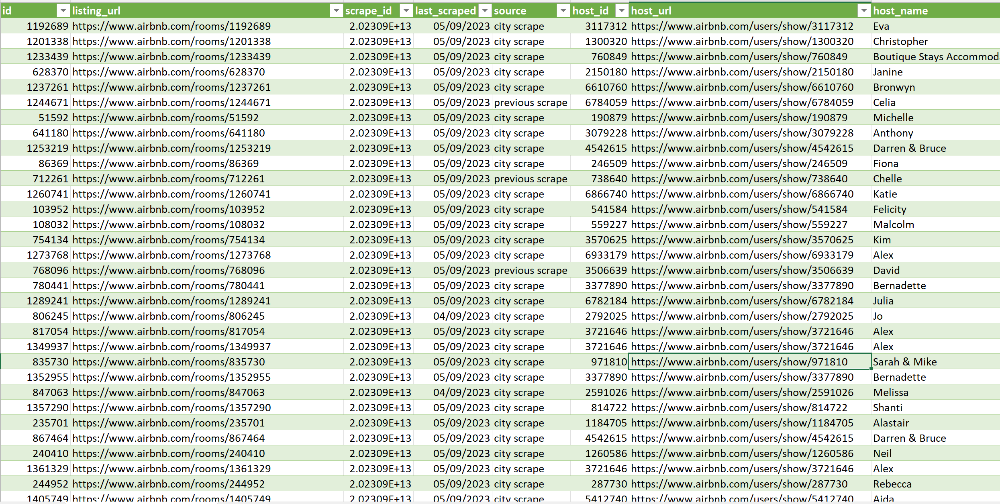 id listing_url scrape_id last_scraped source host_id host_url host_name
1192689 https://www.airbnb.com/rooms/1192689 2.02309E+13 05/09/2023 city scrape 3117312 https://www.airbnb.com/users/show/3117312 Eva
1201338 https://www.airbnb.com/rooms/1201338 2.02309E+13 05/09/2023 city scrape 1300320 https://www.airbnb.com/users/show/1300320 Christopher
1233439 https://www.airbnb.com/rooms/1233439 2.02309E+13 05/09/2023 city scrape 760849 https://www.airbnb.com/users/show/760849 Boutique Stays Accommoda
628370 https://www.airbnb.com/rooms/628370 2.02309E+13 05/09/2023 city scrape 2150180 https://www.airbnb.com/users/show/2150180 Janine
1237261 https://www.airbnb.com/rooms/1237261 2.02309E+13 05/09/2023 city scrape 6610760 https://www.airbnb.com/users/show/6610760 Bronwyn
1244671 https://www.airbnb.com/rooms/1244671 2.02309E+13 05/09/2023 previous scrape 6784059 https://www.airbnb.com/users/show/6784059 Celia
51592 https://www.airbnb.com/rooms/51592 2.02309E+13 05/09/2023 city scrape 190879 https://www.airbnb.com/users/show/190879 Michelle
641180 https://www.airbnb.com/rooms/641180 2.02309E+13 05/09/2023 city scrape 3079228 https://www.airbnb.com/users/show/3079228 Anthony
1253219 https://www.airbnb.com/rooms/1253219 2.02309E+13 05/09/2023 city scrape 4542615 https://www.airbnb.com/users/show/4542615 Darren & Bruce
86369 https://www.airbnb.com/rooms/86369 2.02309E+13 05/09/2023 city scrape 246509 https://www.airbnb.com/users/show/246509 Fiona
712261 https://www.airbnb.com/rooms/712261 2.02309E+13 05/09/2023 previous scrape 738640 https://www.airbnb.com/users/show/738640 Chelle
1260741 https://www.airbnb.com/rooms/1260741 2.02309E+13 05/09/2023 city scrape 6866740 https://www.airbnb.com/users/show/6866740 Katie
103952 https://www.airbnb.com/rooms/103952 2.02309E+13 05/09/2023 city scrape 541584 https://www.airbnb.com/users/show/541584 Felicity
108032 https://www.airbnb.com/rooms/108032 2.02309E+13 05/09/2023 city scrape 559227 https://www.airbnb.com/users/show/559227 Malcolm
754134 https://www.airbnb.com/rooms/754134 2.02309E+13 05/09/2023 city scrape 3570625 https://www.airbnb.com/users/show/3570625 Kim
1273768 https://www.airbnb.com/rooms/1273768 2.02309E+13 05/09/2023 city scrape 6933179 https://www.airbnb.com/users/show/6933179 Alex
768096 https://www.airbnb.com/rooms/768096 2.02309E+13 05/09/2023 previous scrape 3506639 https://www.airbnb.com/users/show/3506639 David
780441 https://www.airbnb.com/rooms/780441 2.02309E+13 05/09/2023 city scrape 3377890 https://www.airbnb.com/users/show/3377890 Bernadette
1289241 https://www.airbnb.com/rooms/1289241 2.02309E+13 05/09/2023 city scrape 6782184 https://www.airbnb.com/users/show/6782184 Julia
806245 https://www.airbnb.com/rooms/806245 2.02309E+13 04/09/2023 city scrape 2792025 https://www.airbnb.com/users/show/2792025 Jo
817054 https://www.airbnb.com/rooms/817054 2.02309E+13 05/09/2023 city scrape 3721646 https://www.airbnb.com/users/show/3721646 Alex
1349937 https://www.airbnb.com/rooms/1349937 2.02309E+13 05/09/2023 city scrape 3721646 https://www.airbnb.com/users/show/3721646 Alex
835730 https://www.airbnb.com/rooms/835730 2.02309E+13 05/09/2023 city scrape 971810 https://www.airbnb.com/users/show/971810 Sarah & Mike
1352955 https://www.airbnb.com/rooms/1352955 2.02309E+13 05/09/2023 city scrape 3377890 https://www.airbnb.com/users/show/3377890 Bernadette
847063 https://www.airbnb.com/rooms/847063 2.02309E+13 04/09/2023 city scrape 2591026 https://www.airbnb.com/users/show/2591026 Melissa
1357290 https://www.airbnb.com/rooms/1357290 2.02309E+13 05/09/2023 city scrape 814722 https://www.airbnb.com/users/show/814722 Shanti
235701 https://www.airbnb.com/rooms/235701 2.02309E+13 05/09/2023 city scrape 1184705 https://www.airbnb.com/users/show/1184705 Alastair
867464 https://www.airbnb.com/rooms/867464 2.02309E+13 05/09/2023 city scrape 4542615 https://www.airbnb.com/users/show/4542615 Darren & Bruce
240410 https://www.airbnb.com/rooms/240410 2.02309E+13 05/09/2023 city scrape 1260586 https://www.airbnb.com/users/show/1260586 Neil
1361329 https://www.airbnb.com/rooms/1361329 2.02309E+13 05/09/2023 city scrape 3721646 https://www.airbnb.com/users/show/3721646 Alex
244952 https://www.airbnb.com/rooms/244952 2.02309E+13 05/09/2023 city scrape 287730 https://www.airbnb.com/users/show/287730 Rebecca
1405749 https://www.airbnb.com/rooms/1405749 2.02309E+13 05/09/2023 city scrape 5412740 https://www.airbnb.com/users/show/5412740 Aida